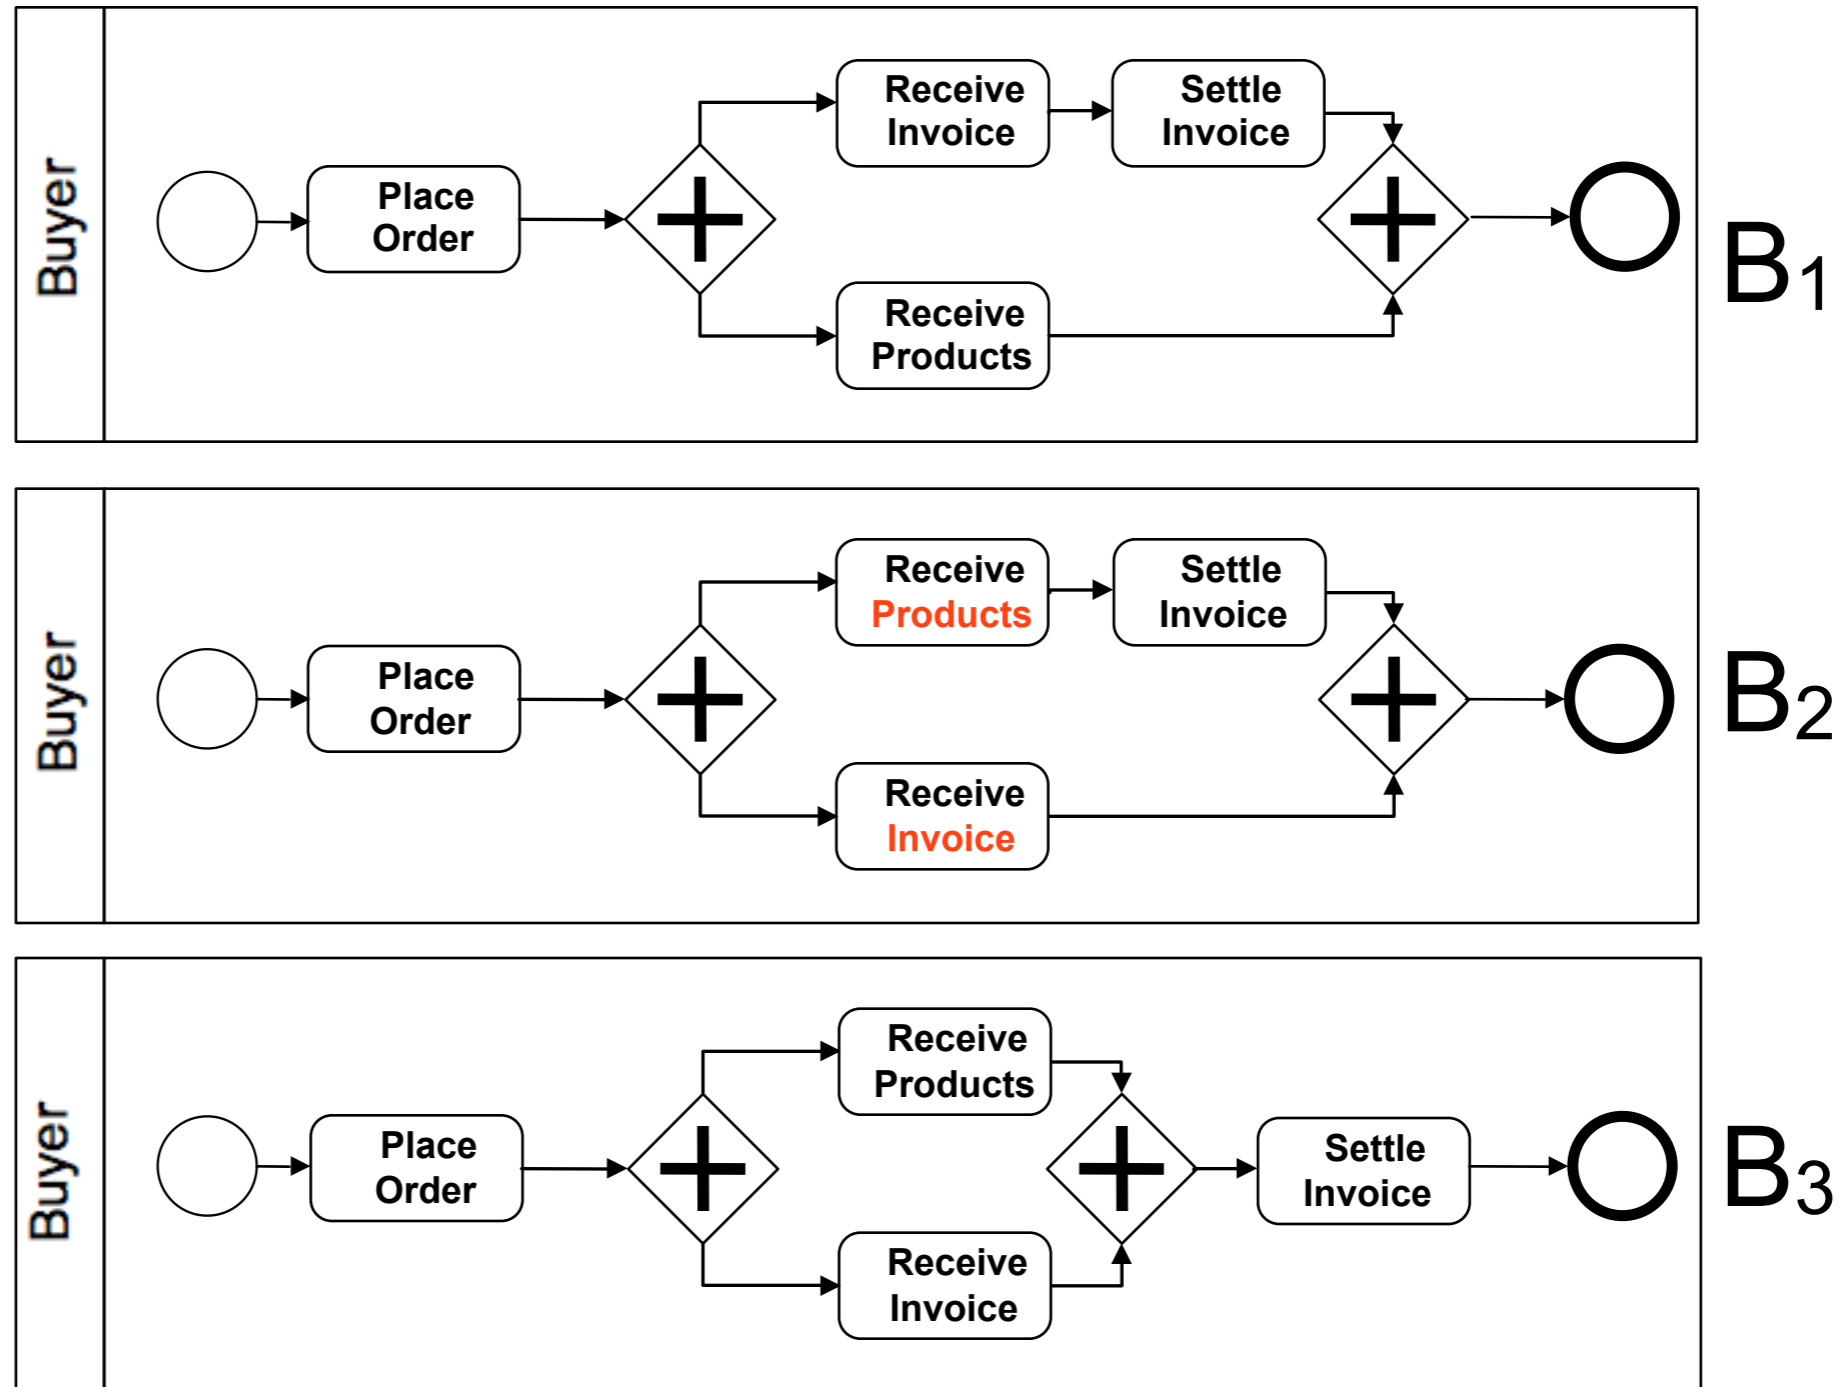 Buyer
Place
Order
Receive
Invoice
Settle
Invoice
Receive
Products
B1
Buyer
Place
Order
Receive
Products
Settle
Invoice
Receive
Invoice
B2
Buyer
Place
Order
Receive
Products
Receive
Invoice
Settle
Invoice
B3